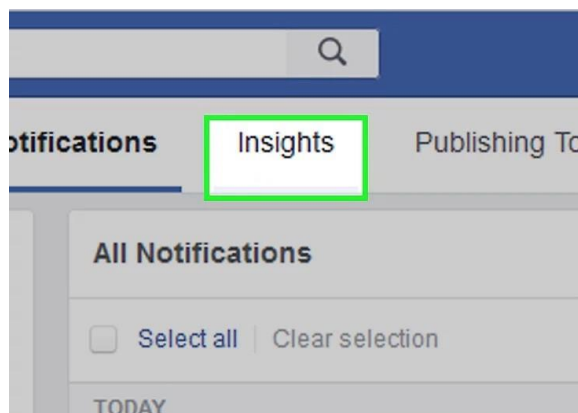 otifications Insights Publishing To
All Notifications
Select all Clear selection
TODAY